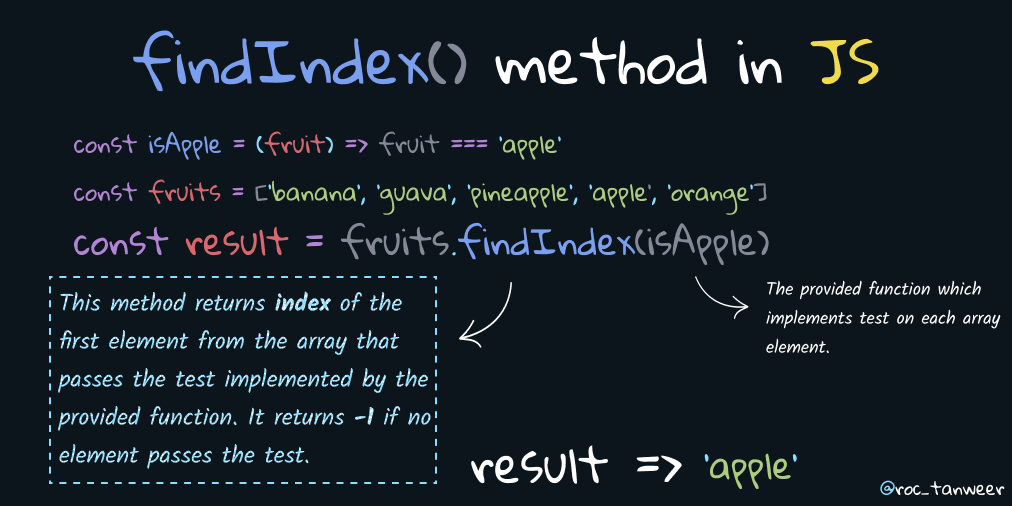 findIndex() method in JS
const isApple = (fruit) => fruit === 'apple'
const fruits = ['banana', 'guava', 'pineapple', 'apple', 'orange']
const result = fruits.findIndex(isApple)
This method returns index of the
first element from the array that
passes the test implemented by the
provided function. It returns -1 if no
element passes the test.
The provided function which
implements test on each array
element.
result => 'apple'
@roc_tanweer